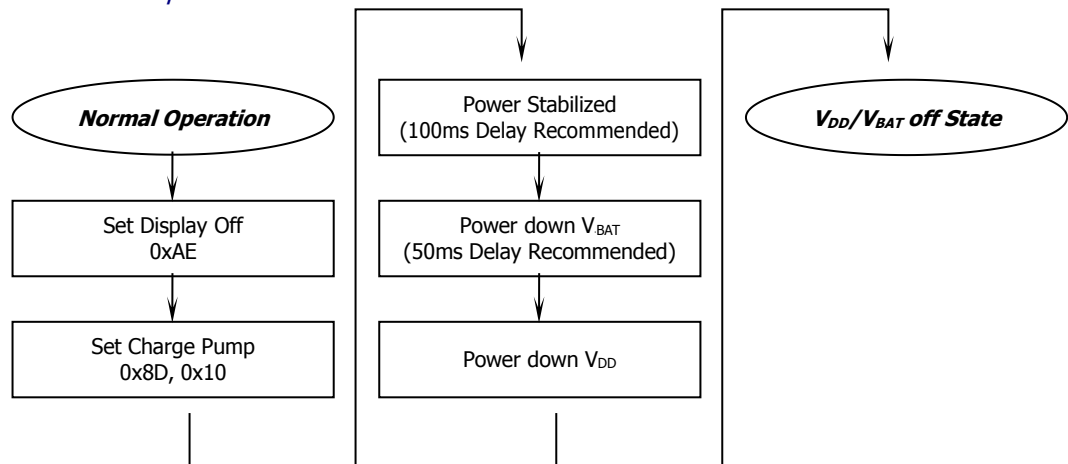 Normal Operation
Set Display Off
0xAE
Set Charge Pump
0x8D, 0x10
Power Stabilized
(100ms Delay Recommended)
Power down VBAT
(50ms Delay Recommended)
Power down VDD
VDD/VBAT off State